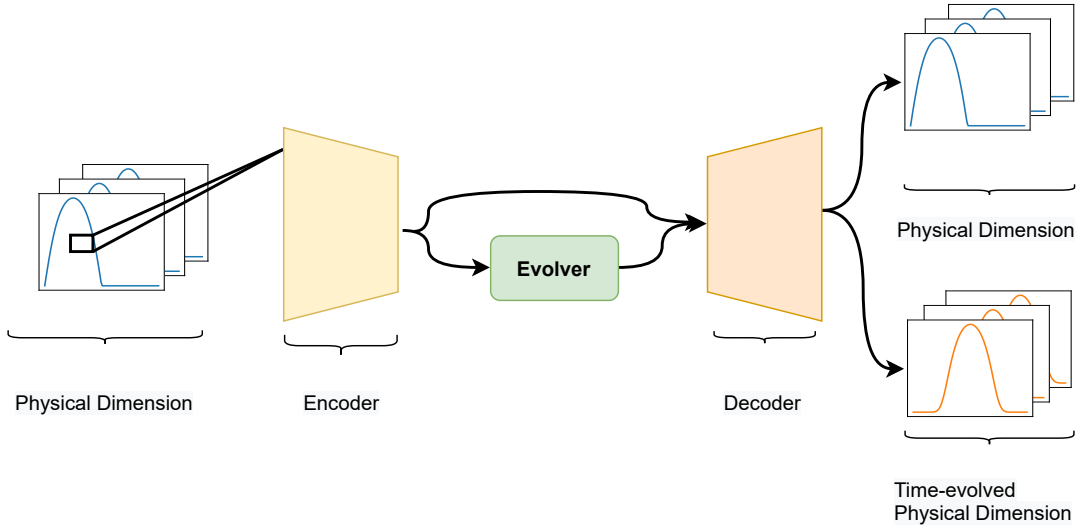 Physical Dimension
Evolver
Physical Dimension
Encoder
Decoder
Time-evolved
Physical Dimension